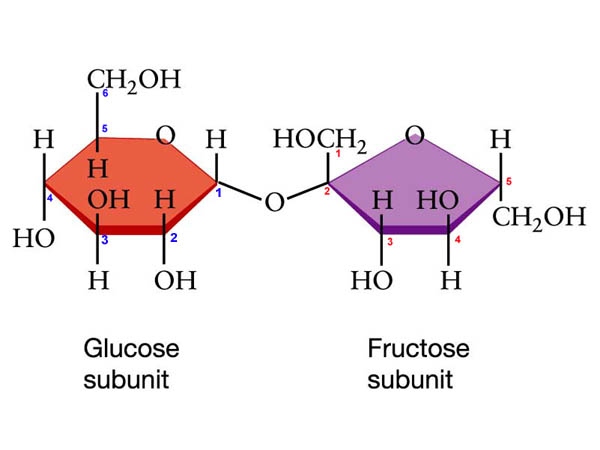 CH2OH
6
5 O
H H HOCH2 O H
1
H
OH H H HO
4 1 2 5
O
CH2OH
HO 3 2 3 4
H OH HO H
Glucose Fructose
subunit subunit